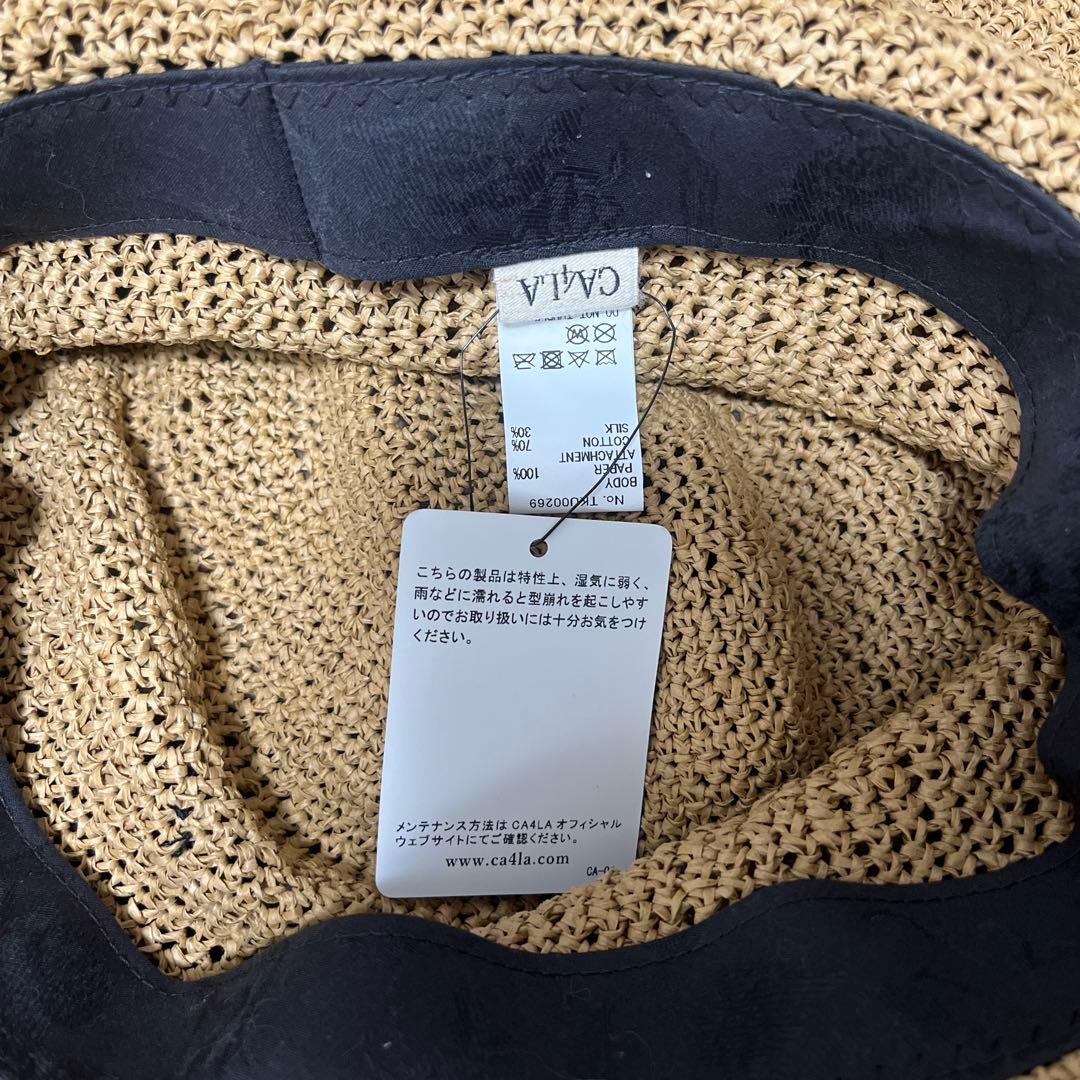 CA4LA
No. TKU00269
BODY
PAPER 100%
ATTACHMENT
COTTON 70%
SILK 30%
こちらの製品は特性上、湿気に弱く、
雨などに濡れると型崩れを起こしやす
いのでお取り扱いには十分お気をつけ
ください。
メンテナンス方法は CA4LA オフィシャル
ウェブサイトにてご確認ください。
www.ca4la.com